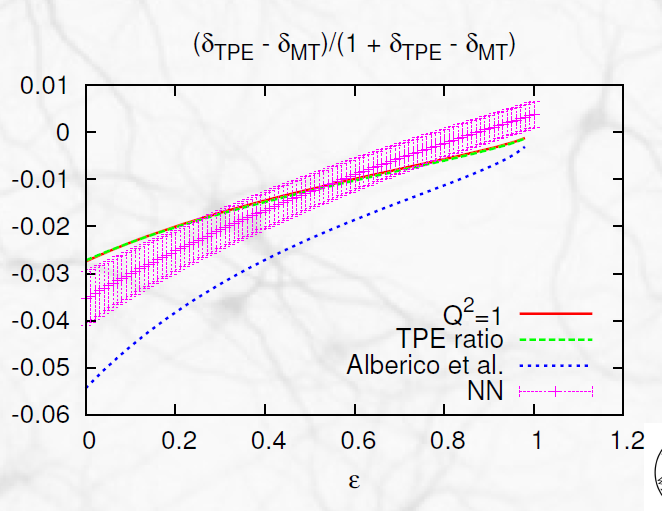 (δTPE - δMT)/(1 + δTPE - δMT)
0.01
0
-0.01
-0.02
-0.03
-0.04
-0.05
-0.06
Q²=1
TPE ratio
Alberico et al.
NN
0 0.2 0.4 0.6 0.8 1 1.2
ε